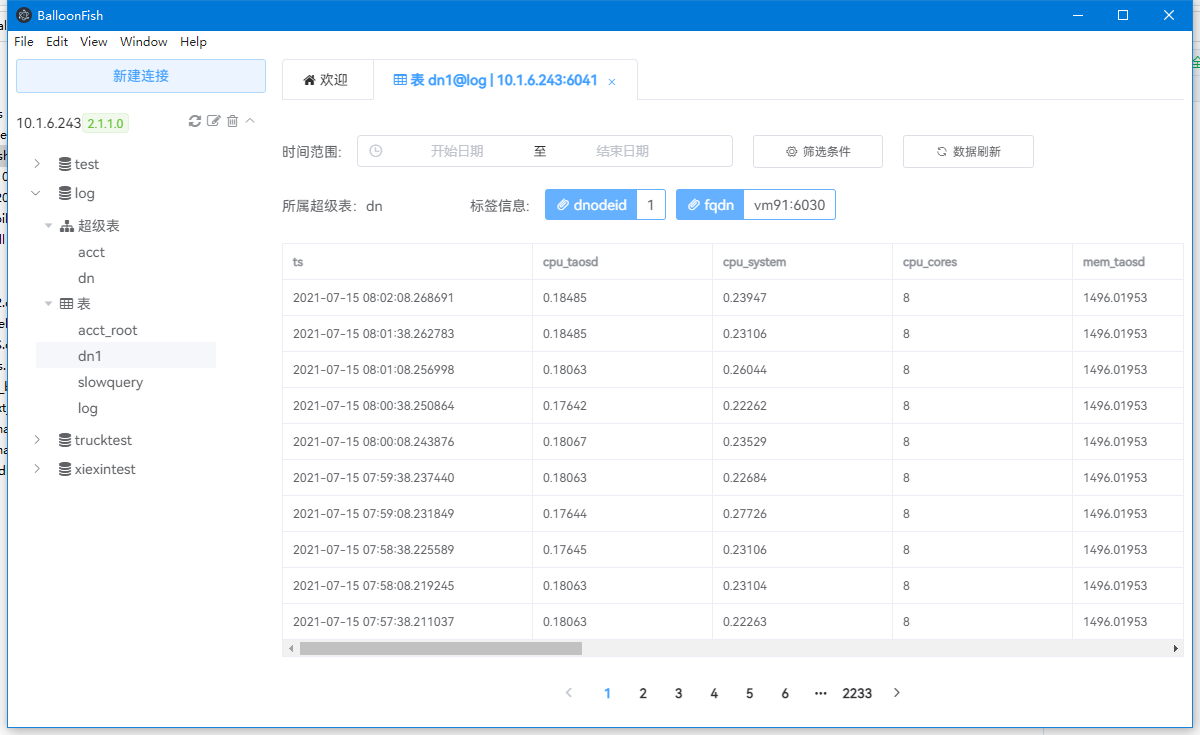 BalloonFish
File Edit View Window Help
新建连接
欢迎
表 dn1@log | 10.1.6.243:6041 ×
10.1.6.243 2.1.1.0
时间范围: 开始日期 至 结束日期 筛选条件 数据刷新
test
log
所属超级表: dn 标签信息: dnodeid 1 fqdn vm91:6030
超级表
acct
dn
表
acct_root
dn1
slowquery
log
trucktest
xiexintest
ts cpu_taosd cpu_system cpu_cores mem_taosd
2021-07-15 08:02:08.268691 0.18485 0.23947 8 1496.01953
2021-07-15 08:01:38.262783 0.18485 0.23106 8 1496.01953
2021-07-15 08:01:08.256998 0.18063 0.26044 8 1496.01953
2021-07-15 08:00:38.250864 0.17642 0.22262 8 1496.01953
2021-07-15 08:00:08.243876 0.18067 0.23529 8 1496.01953
2021-07-15 07:59:38.237440 0.18063 0.22684 8 1496.01953
2021-07-15 07:59:08.231849 0.17644 0.27726 8 1496.01953
2021-07-15 07:58:38.225589 0.17645 0.23106 8 1496.01953
2021-07-15 07:58:08.219245 0.18063 0.23104 8 1496.01953
2021-07-15 07:57:38.211037 0.18063 0.22263 8 1496.01953
1 2 3 4 5 6 ··· 2233